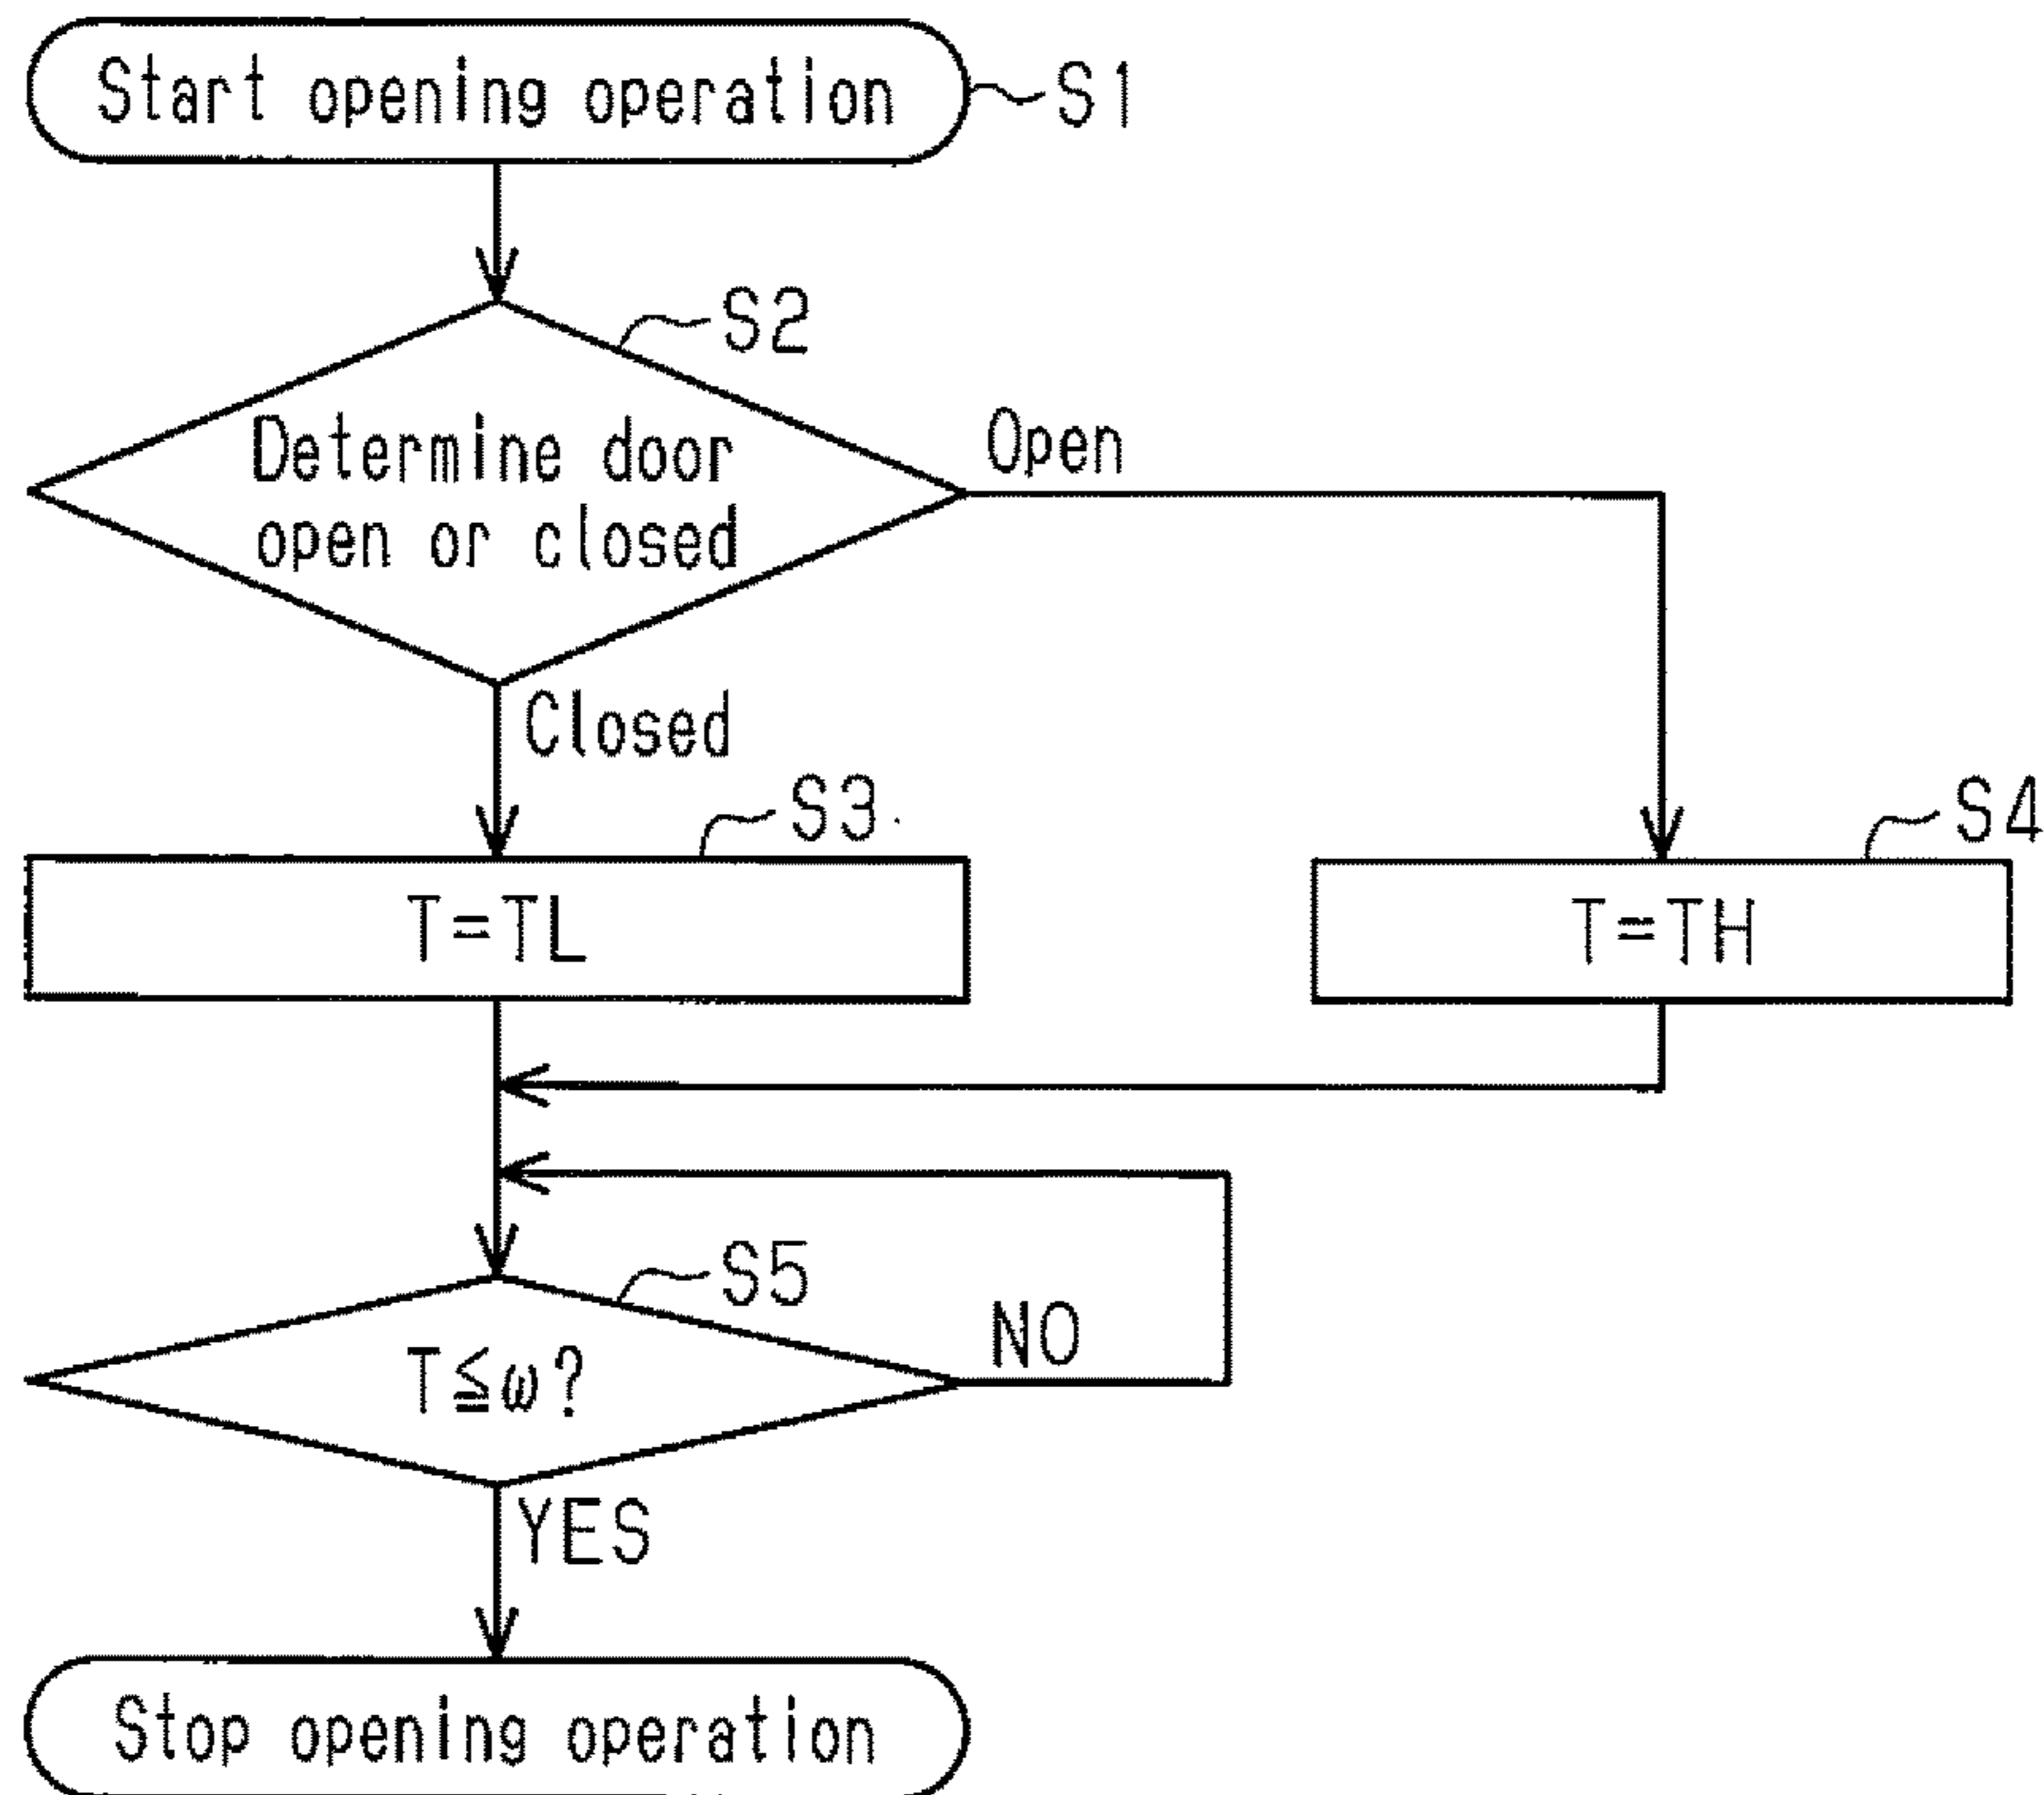 Start opening operation
S1
S2
Determine door
open or closed
Open
Closed
S3
S4
T=TL
T=TH
S5
T≦ω?
NO
YES
Stop opening operation